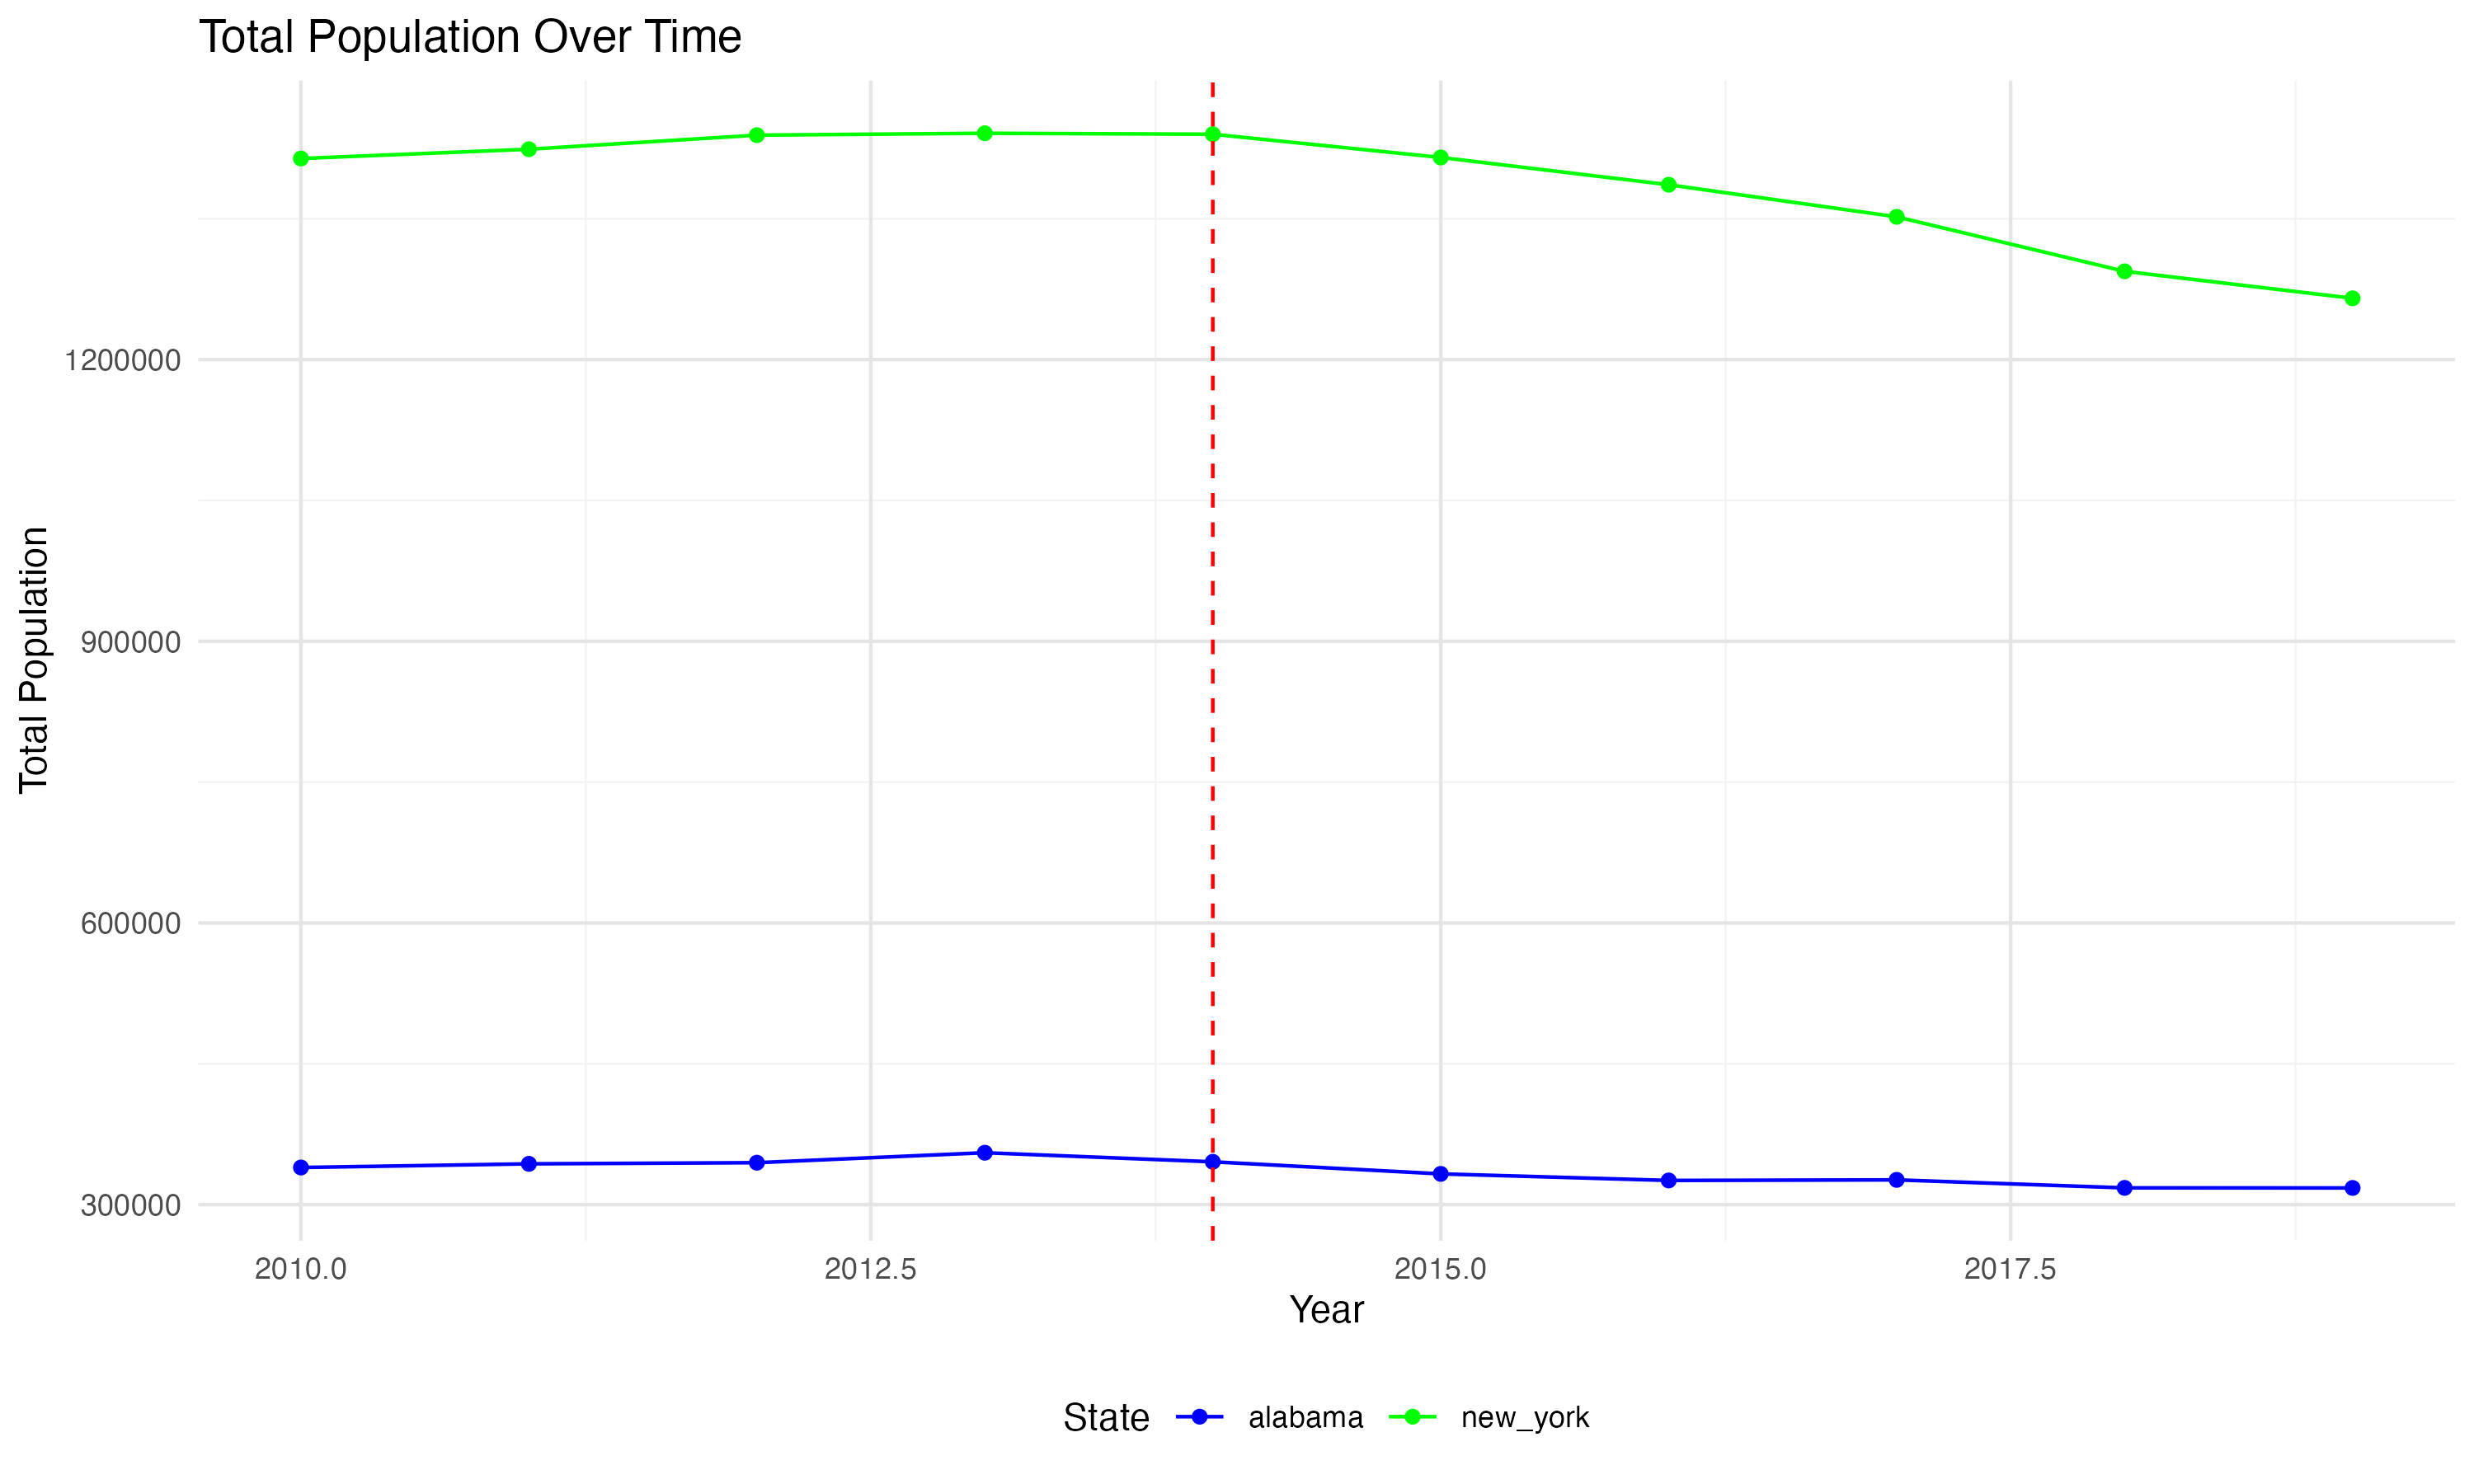 Total Population Over Time
Total Population
1200000
900000
600000
300000
2010.0 2012.5 2015.0 2017.5
Year
State alabama new_york